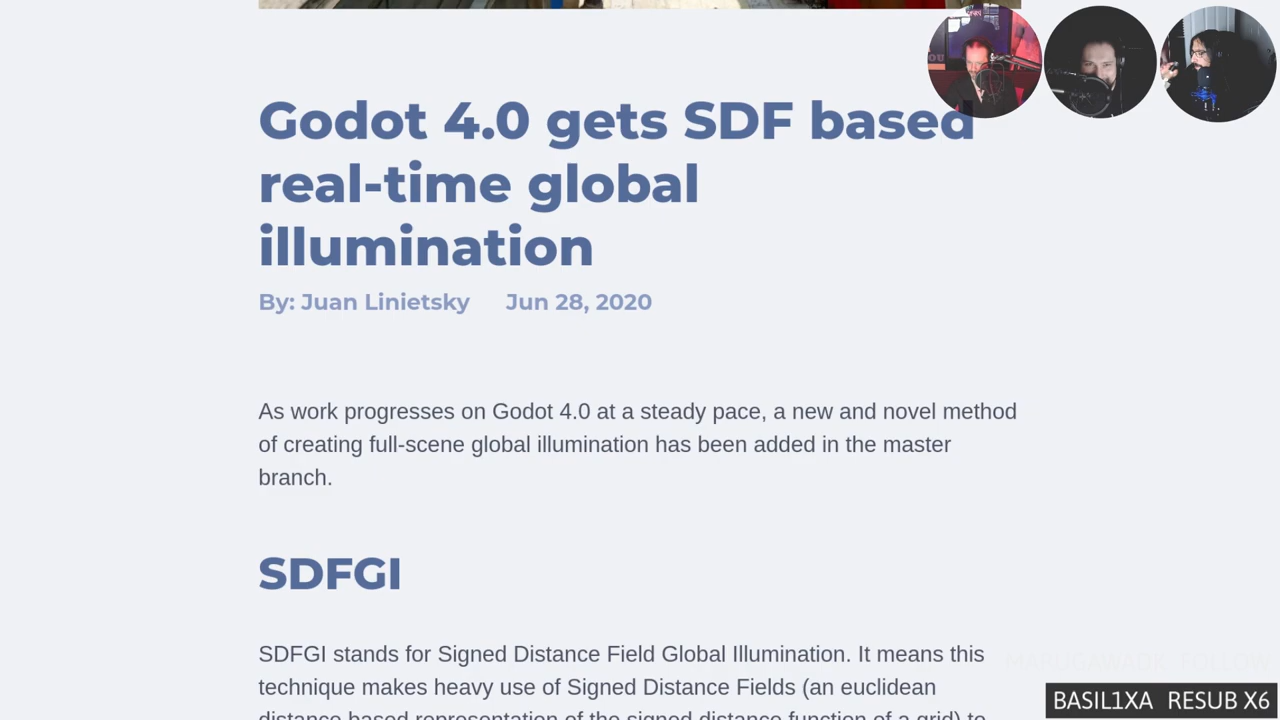 Godot 4.0 gets SDF based
real-time global
illumination
By: Juan Linietsky Jun 28, 2020
As work progresses on Godot 4.0 at a steady pace, a new and novel method
of creating full-scene global illumination has been added in the master
branch.
SDFGI
SDFGI stands for Signed Distance Field Global Illumination. It means this
technique makes heavy use of Signed Distance Fields (an euclidean
distance based representation of the signed distance function of a grid) to
BASIL1XA RESUB X6